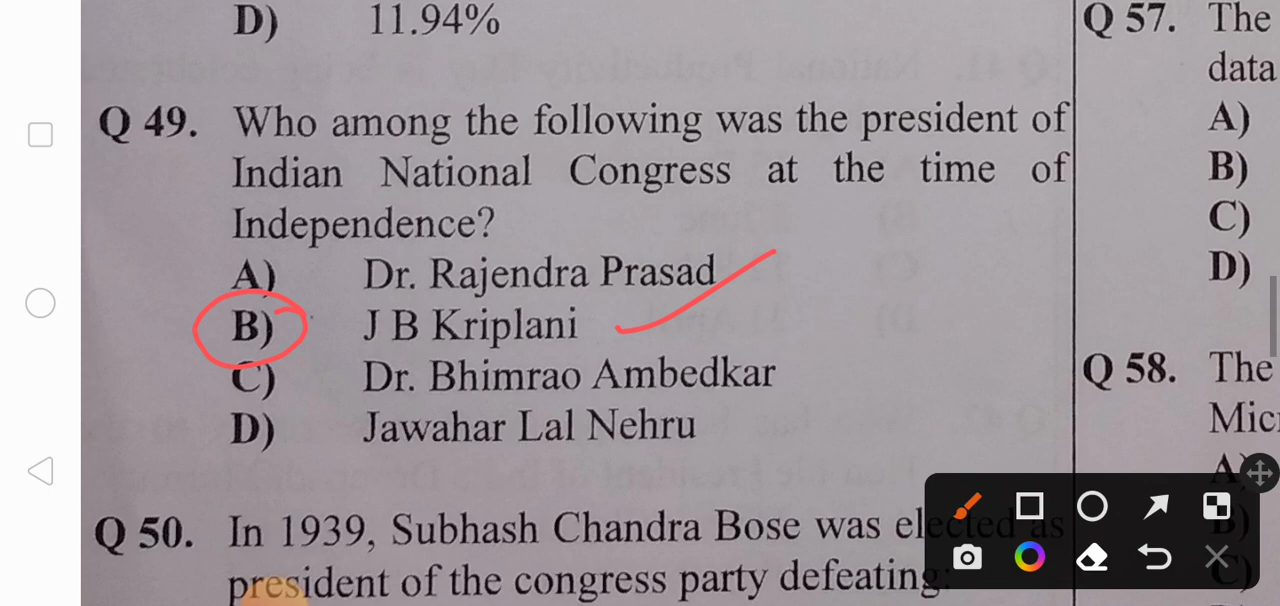 D) 11.94%
Q 49. Who among the following was the president of
Indian National Congress at the time of
Independence?
A) Dr. Rajendra Prasad
B) J B Kriplani
C) Dr. Bhimrao Ambedkar
D) Jawahar Lal Nehru
Q 50. In 1939, Subhash Chandra Bose was elected as
president of the congress party defeating:
Q 57. The
data
A)
B)
C)
D)
Q 58. The
Mic
A)
B)
C)